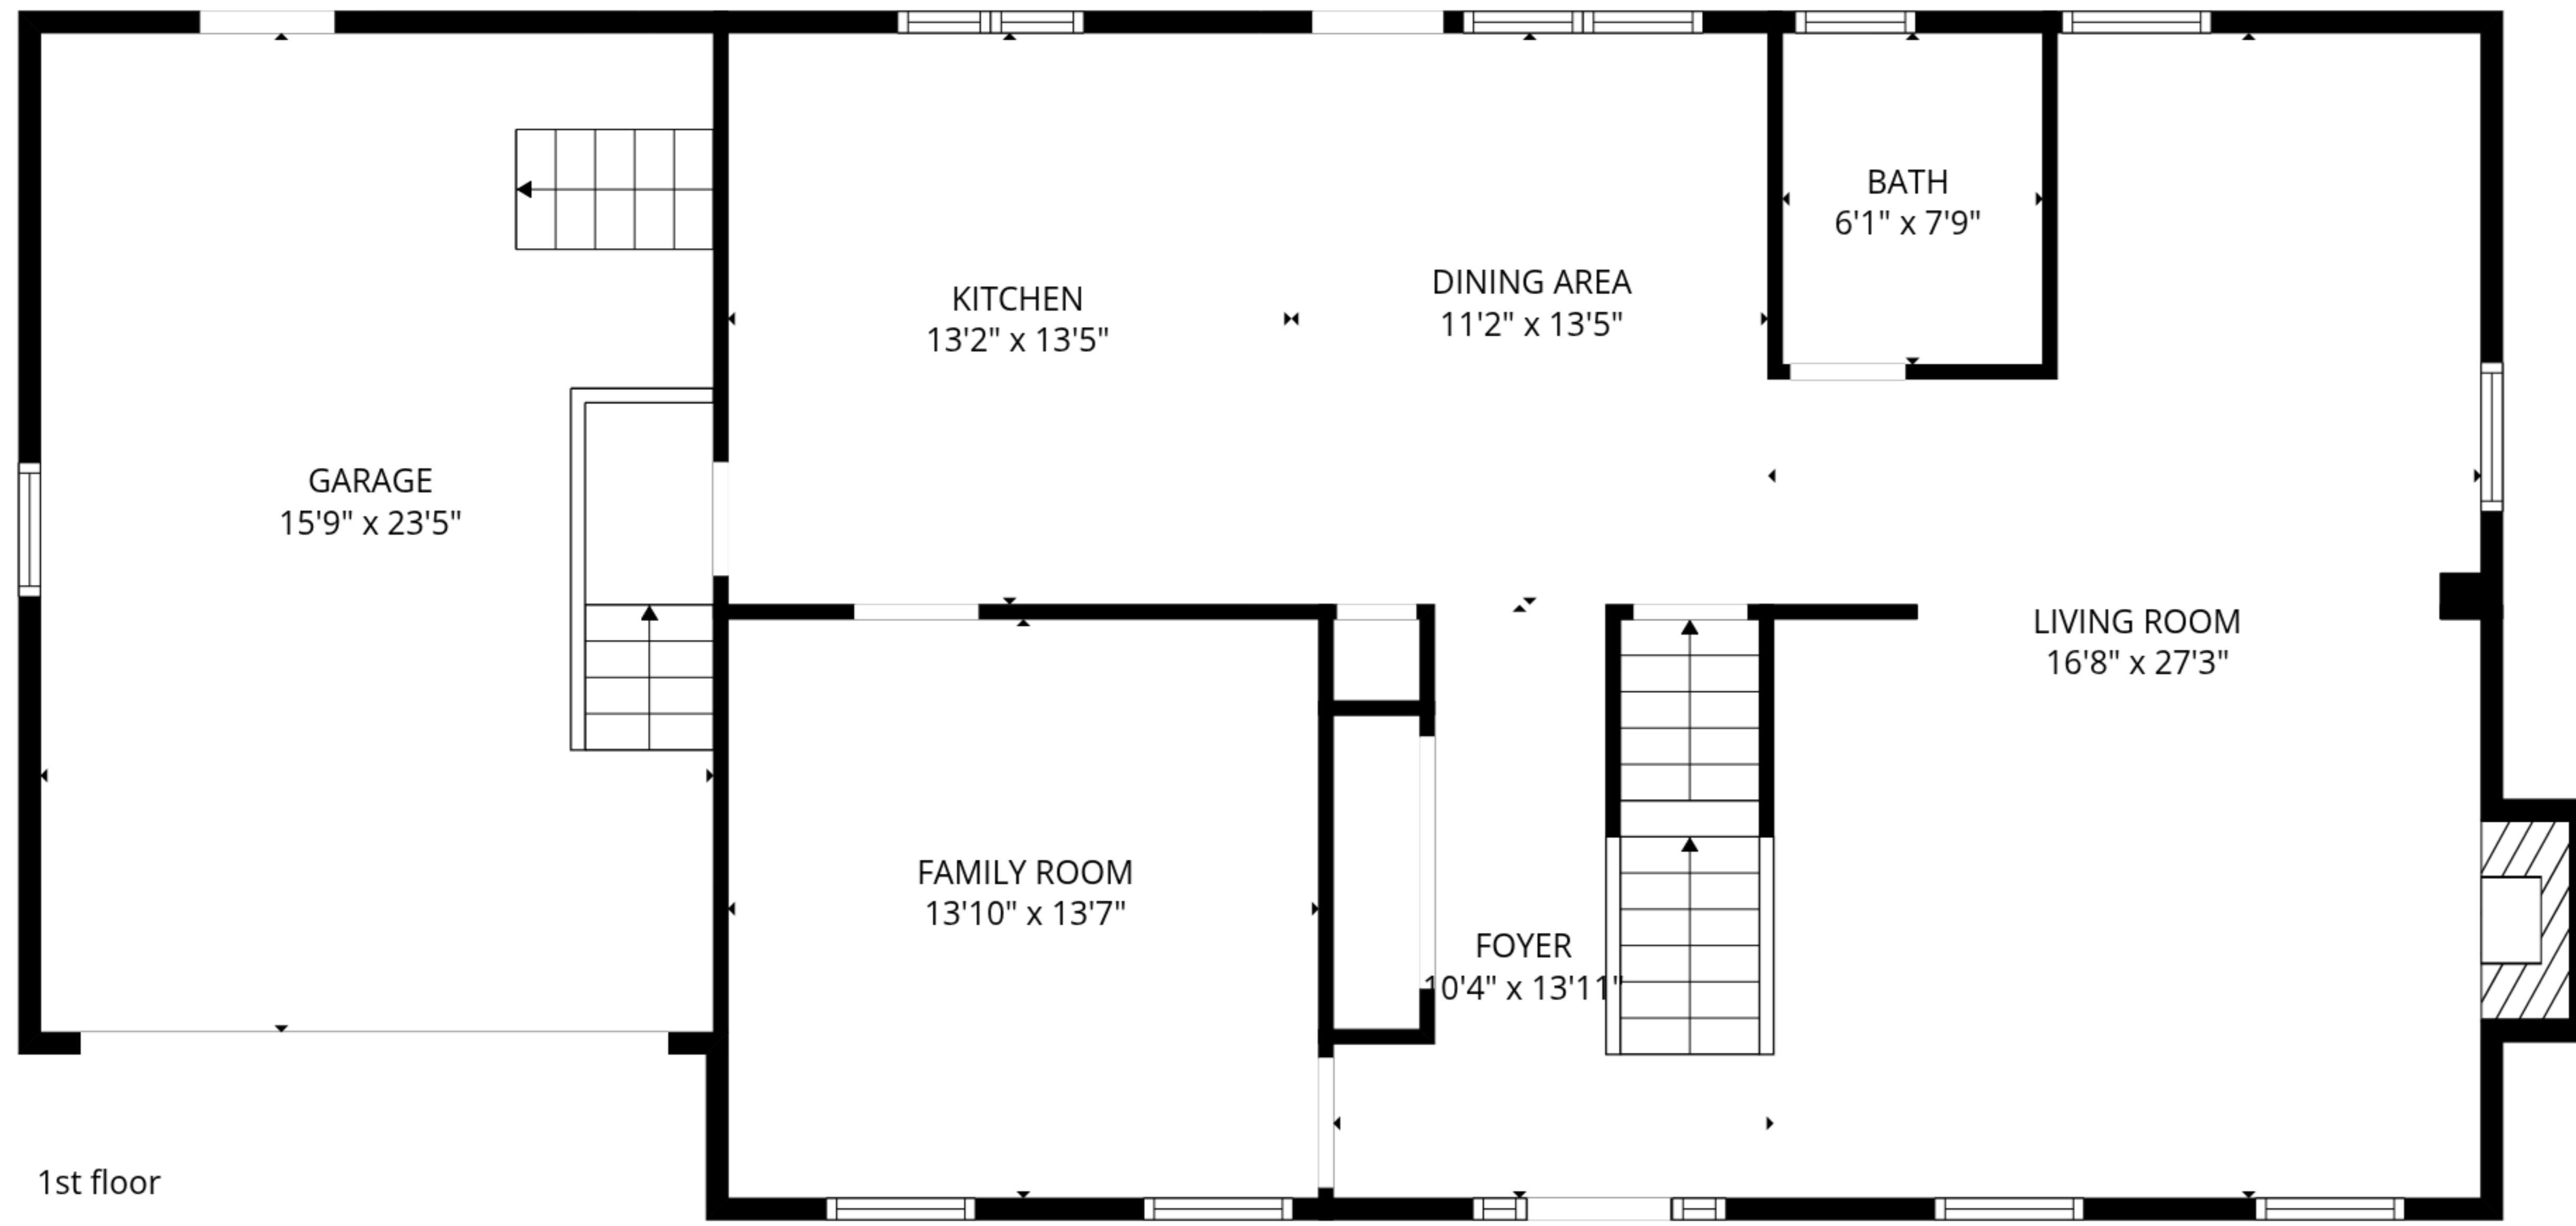 BATH
6'1" x 7'9"
KITCHEN
13'2" x 13'5"
DINING AREA
11'2" x 13'5"
GARAGE
15'9" x 23'5"
LIVING ROOM
16'8" x 27'3"
FAMILY ROOM
13'10" x 13'7"
FOYER
10'4" x 13'11"
1st floor